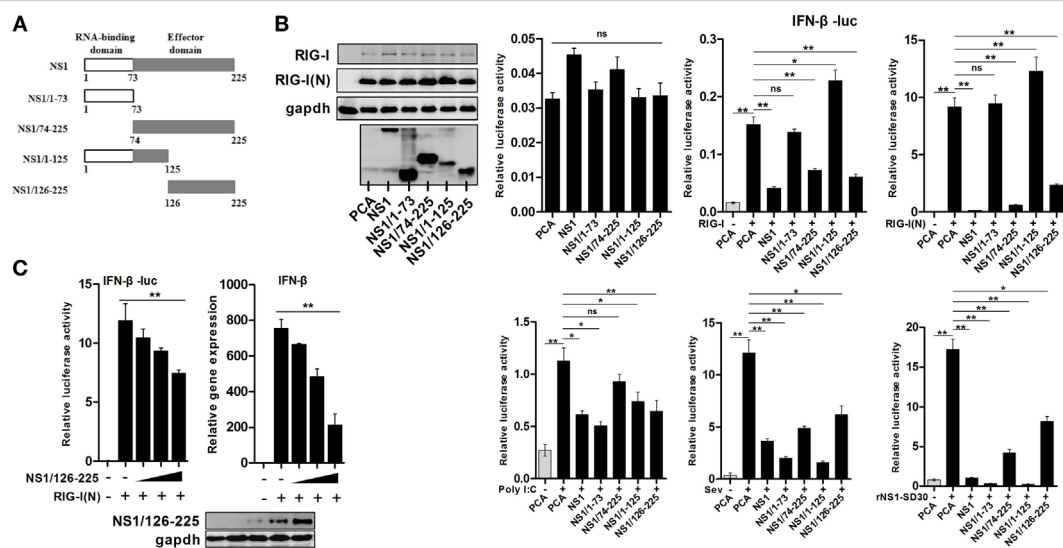 A
RNA-binding domain
Effector domain
NS1
1 73 225
NS1/1-73
73
NS1/74-225
74 225
NS1/1-125
1 125
NS1/126-225
126 225
B
RIG-I
RIG-I(N)
gapdh
PCA
NS1
NS1/1-73
NS1/74-225
NS1/1-125
NS1/126-225
IFN-β -luc
Relative luciferase activity
0.05
0.04
0.03
0.02
0.01
0.00
ns
PCA
NS1
NS1/1-73
NS1/74-225
NS1/1-125
NS1/126-225
Relative luciferase activity
0.3
0.2
0.1
0.0
**
*
**
ns
** **
RIG-I - + + + + + +
PCA
PCA
NS1
NS1/1-73
NS1/74-225
NS1/1-125
NS1/126-225
Relative luciferase activity
15
10
5
0
**
**
**
ns
** **
RIG-I(N) - + + + + + +
PCA
PCA
NS1
NS1/1-73
NS1/74-225
NS1/1-125
NS1/126-225
Relative luciferase activity
1.5
1.0
0.5
0.0
**
*
ns
*
** *
Poly I:C - + + + + + +
PCA
PCA
NS1
NS1/1-73
NS1/74-225
NS1/1-125
NS1/126-225
Relative luciferase activity
15
10
5
0
*
**
**
**
** **
Sev - + + + + + +
PCA
PCA
NS1
NS1/1-73
NS1/74-225
NS1/1-125
NS1/126-225
Relative luciferase activity
20
15
10
5
0
*
**
**
**
** **
rNS1-SD30 - + + + + + +
PCA
PCA
NS1
NS1/1-73
NS1/74-225
NS1/1-125
NS1/126-225
C
IFN-β -luc
**
Relative luciferase activity
15
10
5
0
IFN-β
**
Relative gene expression
1000
800
600
400
200
0
NS1/126-225 - - - -
RIG-I(N) - + + + + - + + + +
NS1/126-225
gapdh